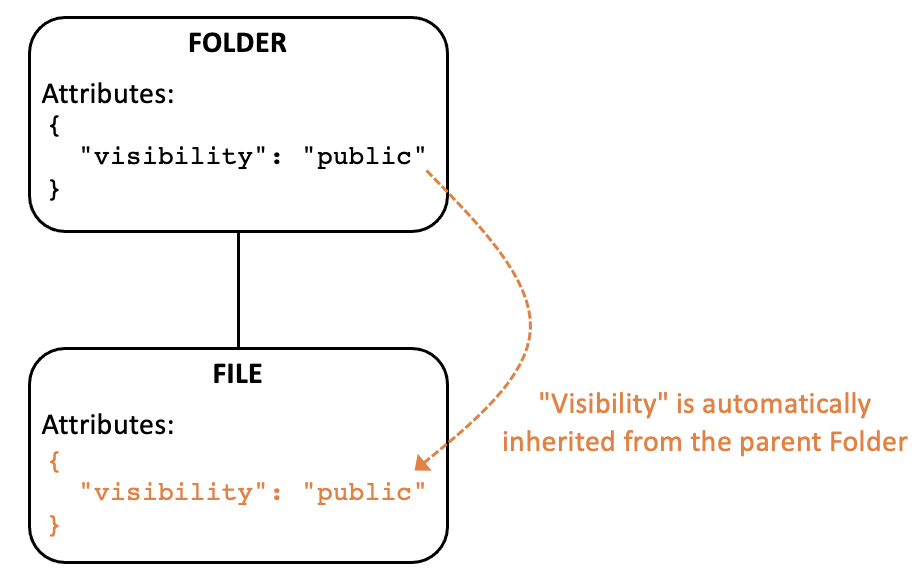 FOLDER
Attributes:
{
"visibility": "public"
}
FILE
Attributes:
{
"visibility": "public"
}
"Visibility" is automatically
inherited from the parent Folder